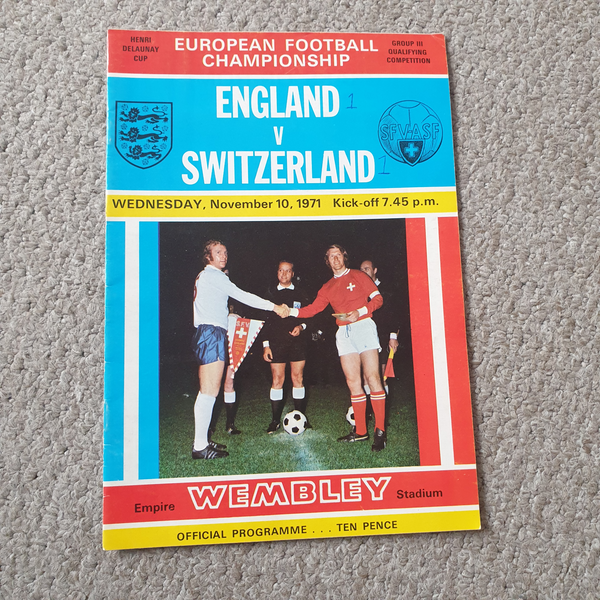 HENRI
DELAUNAY
CUP
EUROPEAN FOOTBALL
CHAMPIONSHIP
GROUP III
QUALIFYING
COMPETITION
ENGLAND 1
V
SWITZERLAND 1
SFV-ASF
WEDNESDAY, November 10, 1971 Kick-off 7.45 p.m.
S.F.V.
Empire WEMBLEY Stadium
OFFICIAL PROGRAMME . . . TEN PENCE